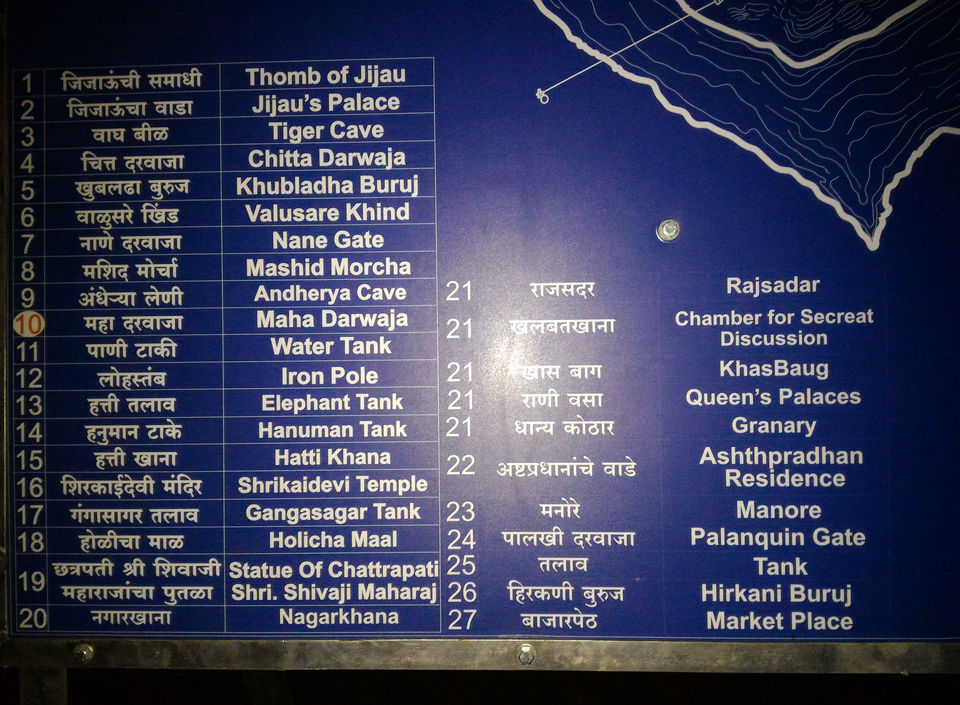 1 जिजाऊंची समाधी Thomb of Jijau
2 जिजाऊंचा वाडा Jijau's Palace
3 वाघ बीळ Tiger Cave
4 चित्त दरवाजा Chitta Darwaja
5 खुबलढा बुरुज Khubladha Buruj
6 वाळुसरे खिंड Valusare Khind
7 नाणे दरवाजा Nane Gate
8 मशिद मोर्चा Mashid Morcha
9 अंधेऱ्या लेणी Andherya Cave
10 महा दरवाजा Maha Darwaja
11 पाणी टाकी Water Tank
12 लोहस्तंब Iron Pole
13 हत्ती तलाव Elephant Tank
14 हनुमान टाके Hanuman Tank
15 हत्ती खाना Hatti Khana
16 शिरकाईदेवी मंदिर Shrikaidevi Temple
17 गंगासागर तलाव Gangasagar Tank
18 होळीचा माळ Holicha Maal
19 छत्रपती श्री शिवाजी Statue Of Chattrapati
महाराजांचा पुतळा Shri. Shivaji Maharaj
20 नगारखाना Nagarkhana
21 राजसदर Rajsadar
21 खलबतखाना Chamber for Secreat
Discussion
21 खास बाग KhasBaug
21 राणी वसा Queen's Palaces
21 धान्य कोठार Granary
22 अष्टप्रधानांचे वाडे Ashthpradhan
Residence
23 मनोरे Manore
24 पालखी दरवाजा Palanquin Gate
25 तलाव Tank
26 हिरकणी बुरुज Hirkani Buruj
27 बाजारपेठ Market Place